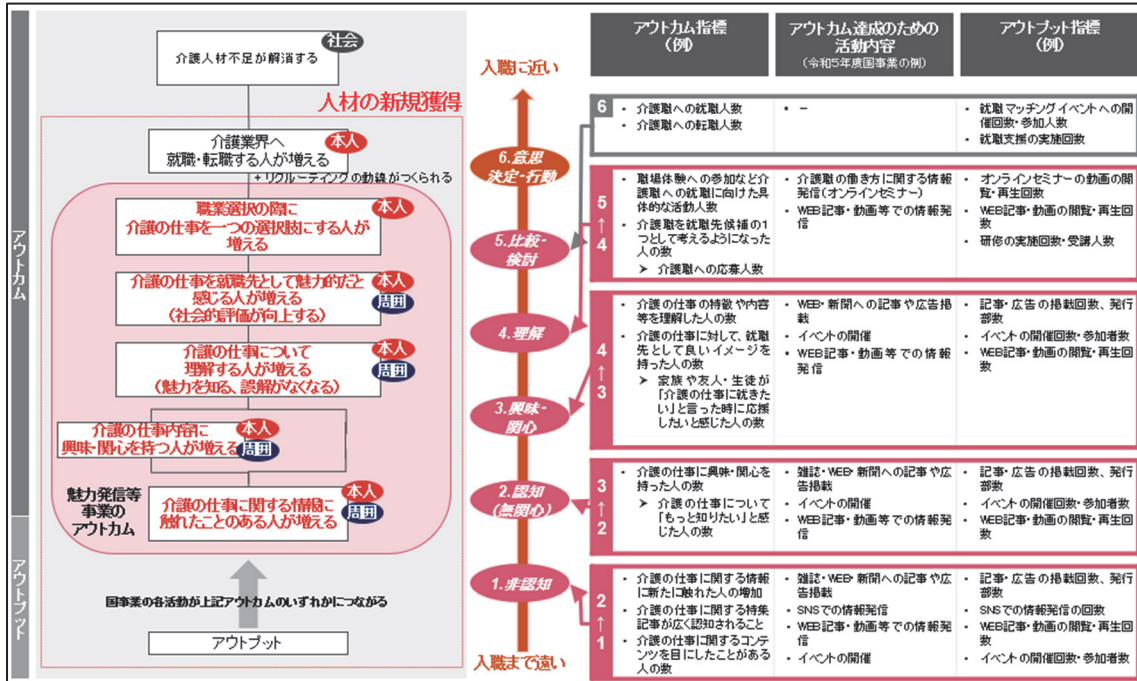 アウトカム
アウトプット
介護人材不足が解消する
社会
人材の新規獲得
介護業界へ
就職・転職する人が増える
本人
+ リクルーティングの動線がつくられる
職業選択の際に
介護の仕事を一つの選択肢にする人が
増える
本人
介護の仕事を就職先として魅力的だと
感じる人が増える
(社会的評価が向上する)
本人
周囲
介護の仕事について
理解する人が増える
(魅力を知る、誤解がなくなる)
本人
周囲
介護の仕事内容に
興味・関心を持つ人が増える
本人
周囲
魅力発信等
事業の
アウトカム
介護の仕事に関する情報に
触れたことのある人が増える
本人
周囲
国事業の各活動が上記アウトカムのいずれかにつながる
アウトプット
入職に近い
6.意思
決定・行動
5.比較・
検討
4.理解
3.興味・
関心
2.認知
(無関心)
1.非認知
入職まで遠い
アウトカム指標
(例)
アウトカム達成のための
活動内容
(令和5年度国事業の例)
アウトプット指標
(例)
6
・ 介護職への就職人数
・ 介護職への転職人数
・ −
・ 就職マッチングイベントへの開
催回数・参加人数
・ 就職支援の実施回数
5
↑
4
・ 職場体験への参加など介
護職への就職に向けた具
体的な活動人数
・ 介護職を就職先候補の1
つとして考えるようになった
人の数
➤ 介護職への応募人数
・ 介護職の働き方に関する情報
発信(オンラインセミナー)
・ WEB記事・動画等での情報発
信
・ オンラインセミナーの動画の閲
覧・再生回数
・ WEB記事・動画の閲覧・再生回
数
・ 研修の実施回数・受講人数
4
↑
3
・ 介護の仕事の特徴や内容
等を理解した人の数
・ 介護の仕事に対して、就職
先として良いイメージを
持った人の数
➤ 家族や友人・生徒が
「介護の仕事に就きた
い」と言った時に応援
したいと感じた人の数
・ WEB・新聞への記事や広告掲
載
・ イベントの開催
・ WEB記事・動画等での情報
発信
・ 記事・広告の掲載回数、発行
部数
・ イベントの開催回数・参加者数
・ WEB記事・動画の閲覧・再生回
数
3
↑
2
・ 介護の仕事に興味・関心を
持った人の数
➤ 介護の仕事について
「もっと知りたい」と感
じた人の数
・ 雑誌・WEB・新聞への記事や広
告掲載
・ イベントの開催
・ WEB記事・動画等での情報発
信
・ 記事・広告の掲載回数、発行
部数
・ イベントの開催回数・参加者数
・ WEB記事・動画の閲覧・再生回
数
2
↑
1
・ 介護の仕事に関する情報
に新たに触れた人の増加
・ 介護の仕事に関する特集
記事が広く認知されること
・ 介護の仕事に関するコンテ
ンツを目にしたことがある
人の数
・ 雑誌・WEB・新聞への記事や広
告掲載
・ SNSでの情報発信
・ WEB記事・動画等での情報発
信
・ イベントの開催
・ 記事・広告の掲載回数、発行
部数
・ SNSでの情報発信の回数
・ WEB記事・動画の閲覧・再生回
数
・ イベントの開催回数・参加者数